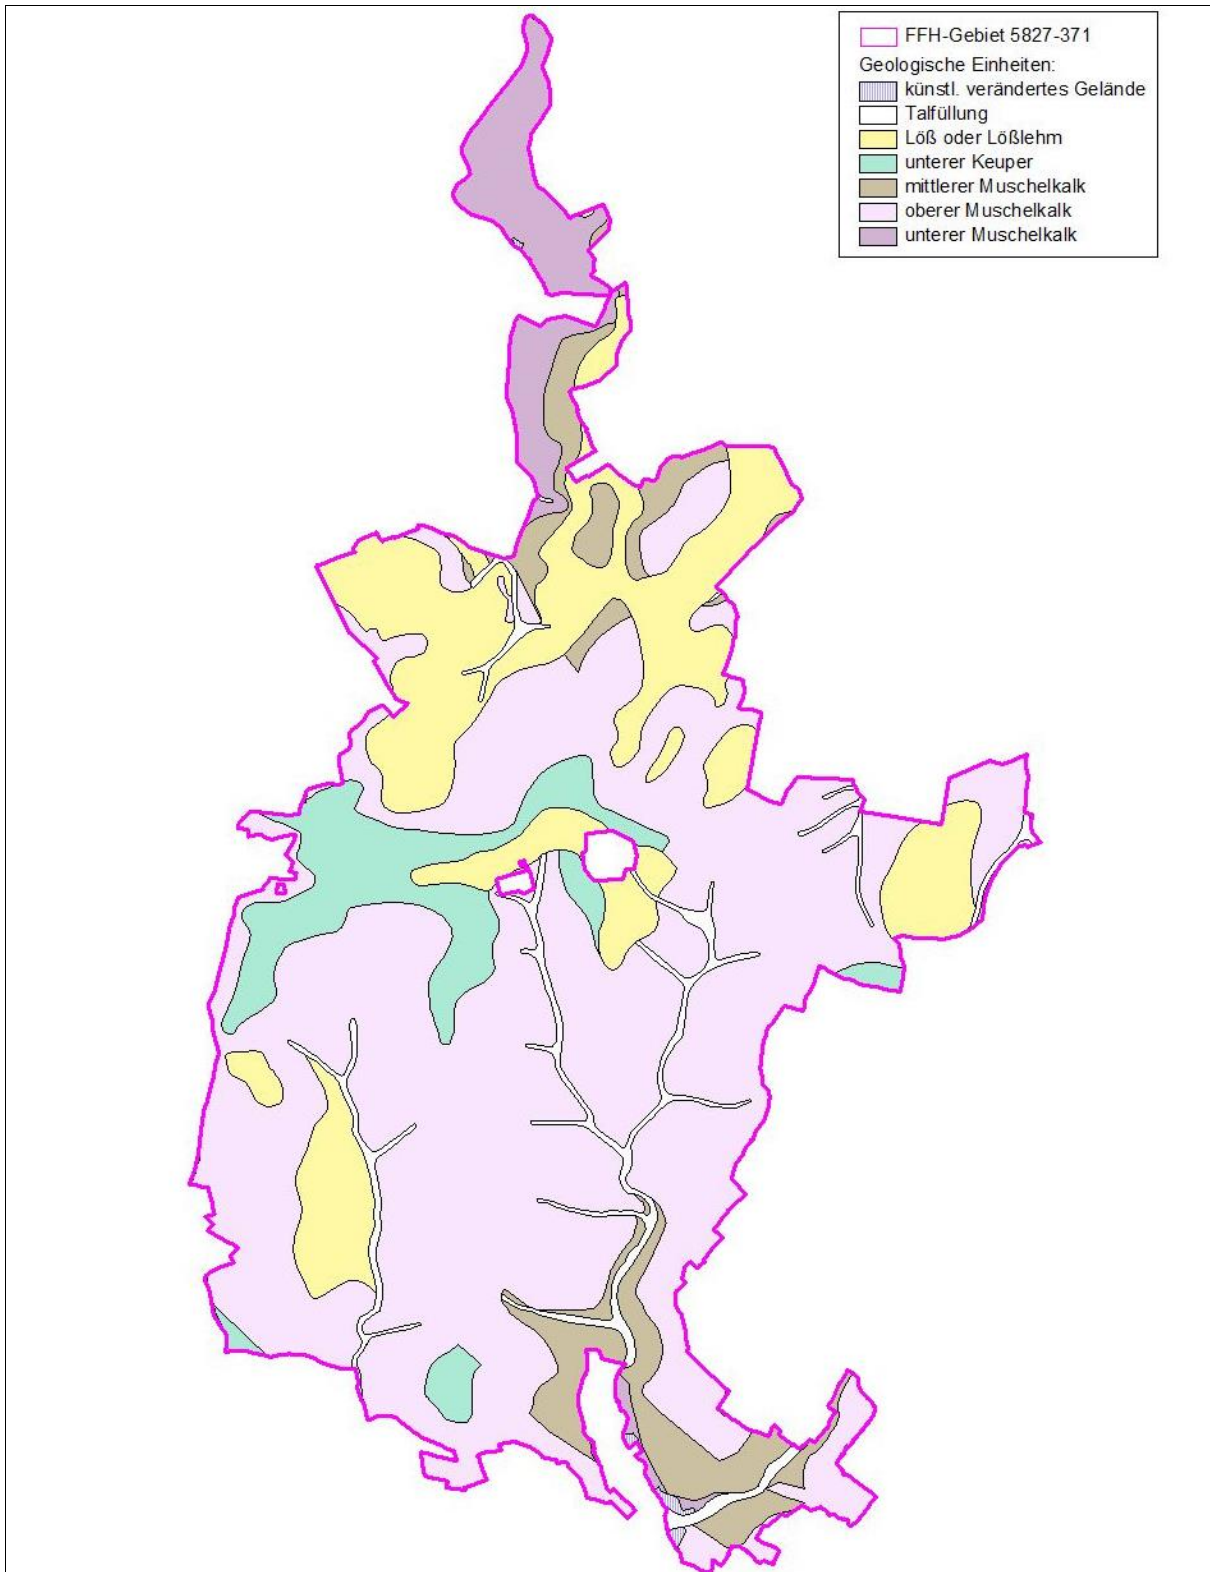 FFH-Gebiet 5827-371
Geologische Einheiten:
künstl. verändertes Gelände
Talfüllung
Löß oder Lößlehm
unterer Keuper
mittlerer Muschelkalk
oberer Muschelkalk
unterer Muschelkalk